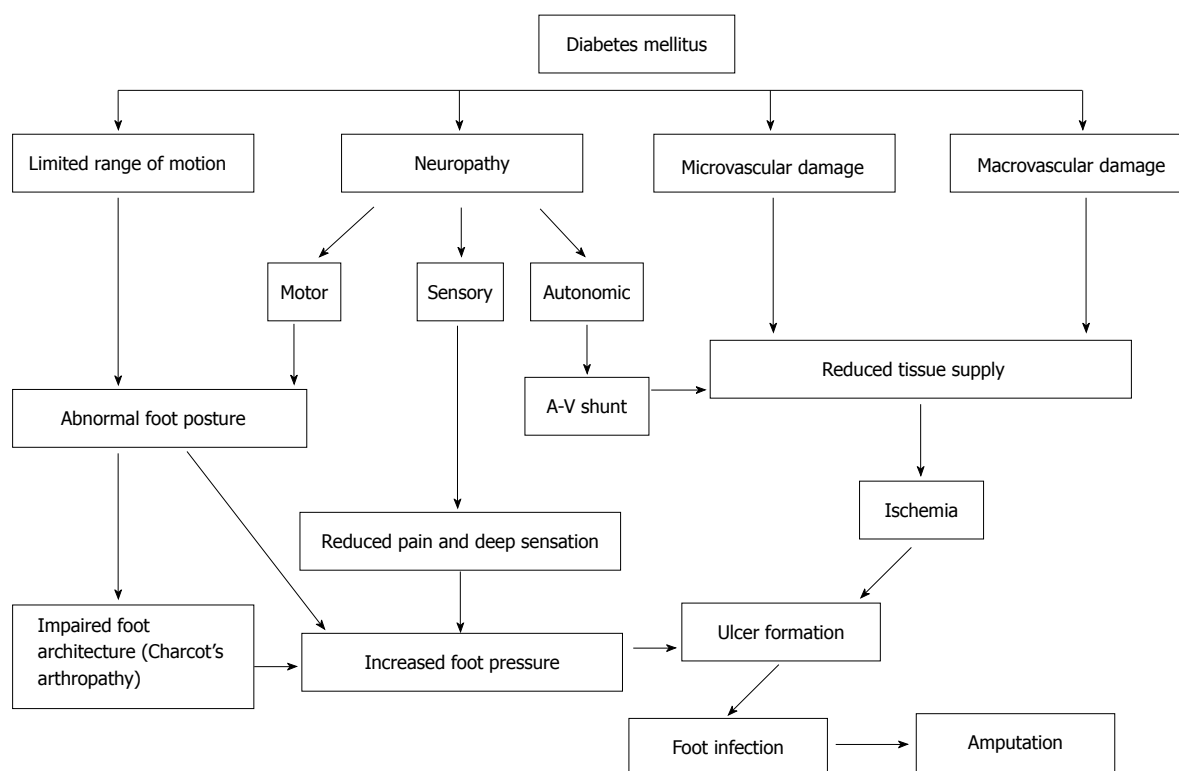 Diabetes mellitus
Limited range of motion
Neuropathy
Microvascular damage
Macrovascular damage
Motor
Sensory
Autonomic
Reduced tissue supply
A-V shunt
Abnormal foot posture
Ischemia
Reduced pain and deep sensation
Impaired foot
architecture (Charcot’s
arthropathy)
Ulcer formation
Increased foot pressure
Foot infection
Amputation